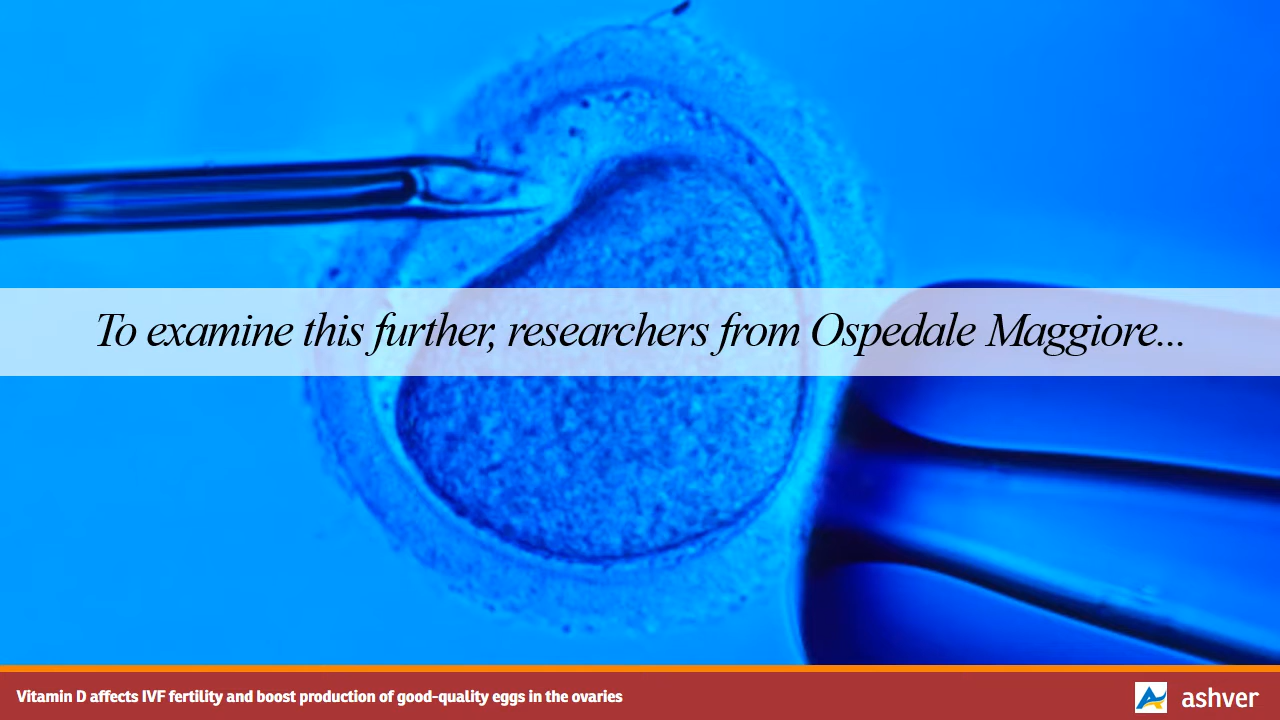 To examine this further, researchers from Ospedale Maggiore...
Vitamin D affects IVF fertility and boost production of good-quality eggs in the ovaries
ashver